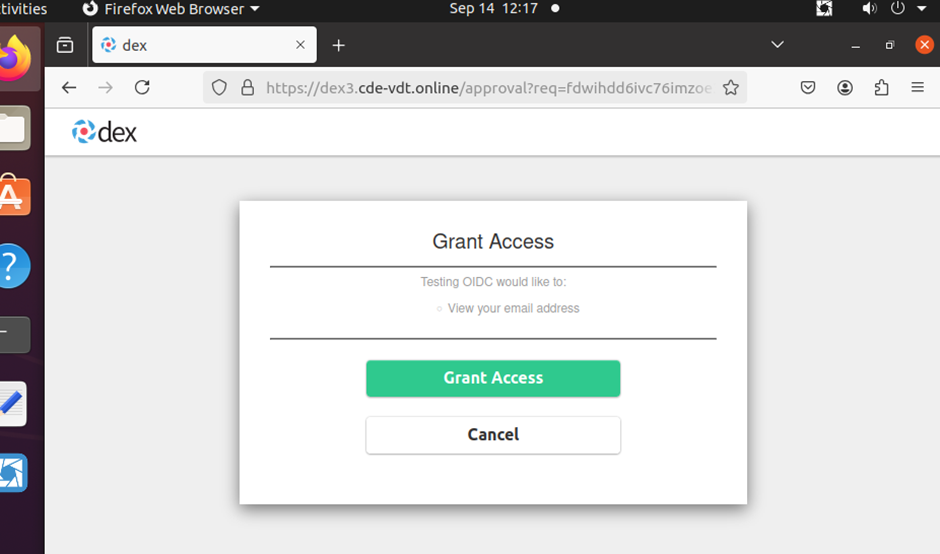 tivities
Firefox Web Browser
Sep 14 12:17
dex
https://dex3.cde-vdt.online/approval?req=fdwihdd6ivc76imzoe
dex
Grant Access
Testing OIDC would like to:
View your email address
Grant Access
Cancel